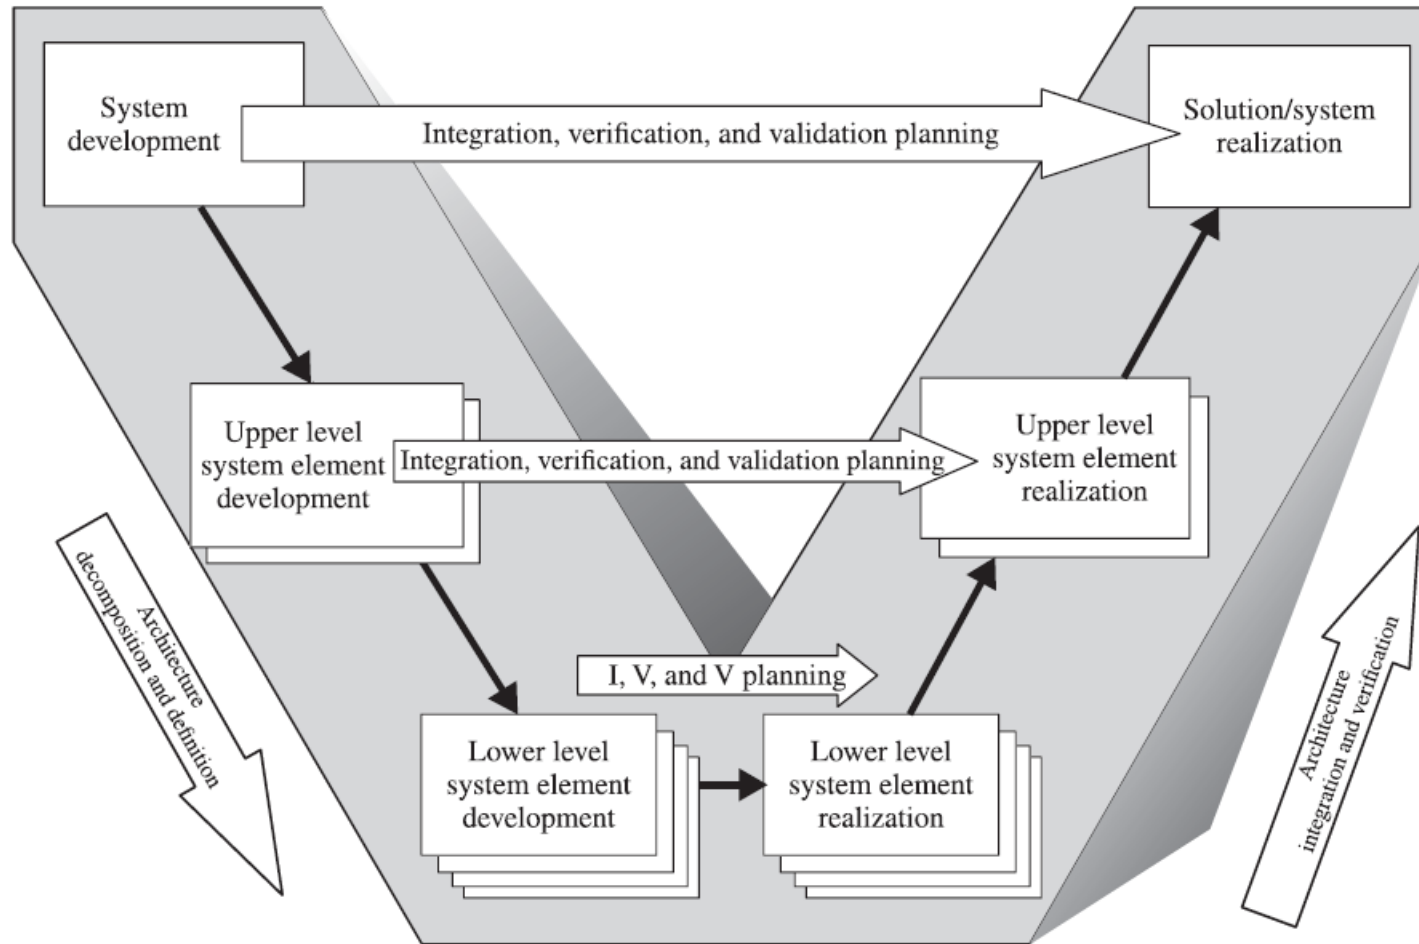 System
development
Integration, verification, and validation planning
Solution/system
realization
Upper level
system element
development
Integration, verification, and validation planning
Upper level
system element
realization
Architecture
decomposition and definition
I, V, and V planning
Architecture
integration and verification
Lower level
system element
development
Lower level
system element
realization